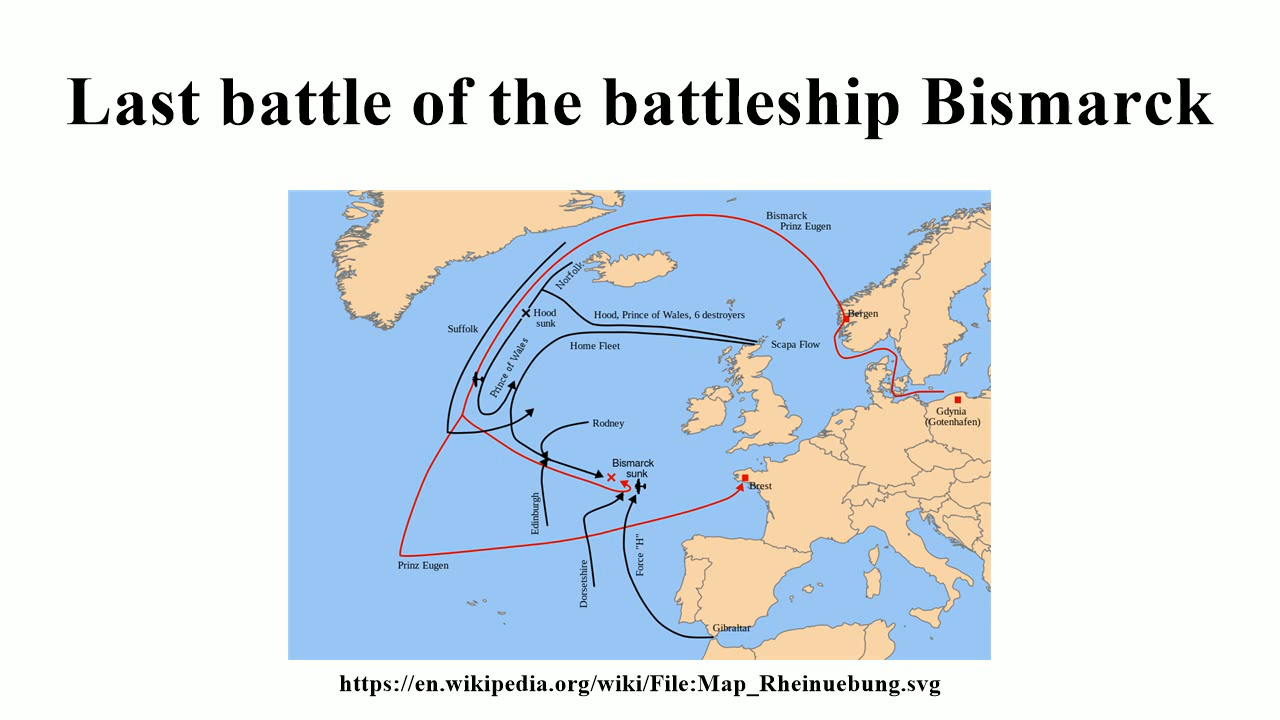 Last battle of the battleship Bismarck
Bismarck
Prinz Eugen
Norfolk
Hood
sunk
Hood, Prince of Wales, 6 destroyers
Bergen
Suffolk
Home Fleet
Scapa Flow
Prince of Wales
Gdynia
(Gotenhafen)
Rodney
Bismarck
sunk
Brest
Edinburgh
Prinz Eugen
Dorsetshire
Force "H"
Gibraltar
https://en.wikipedia.org/wiki/File:Map_Rheinuebung.svg